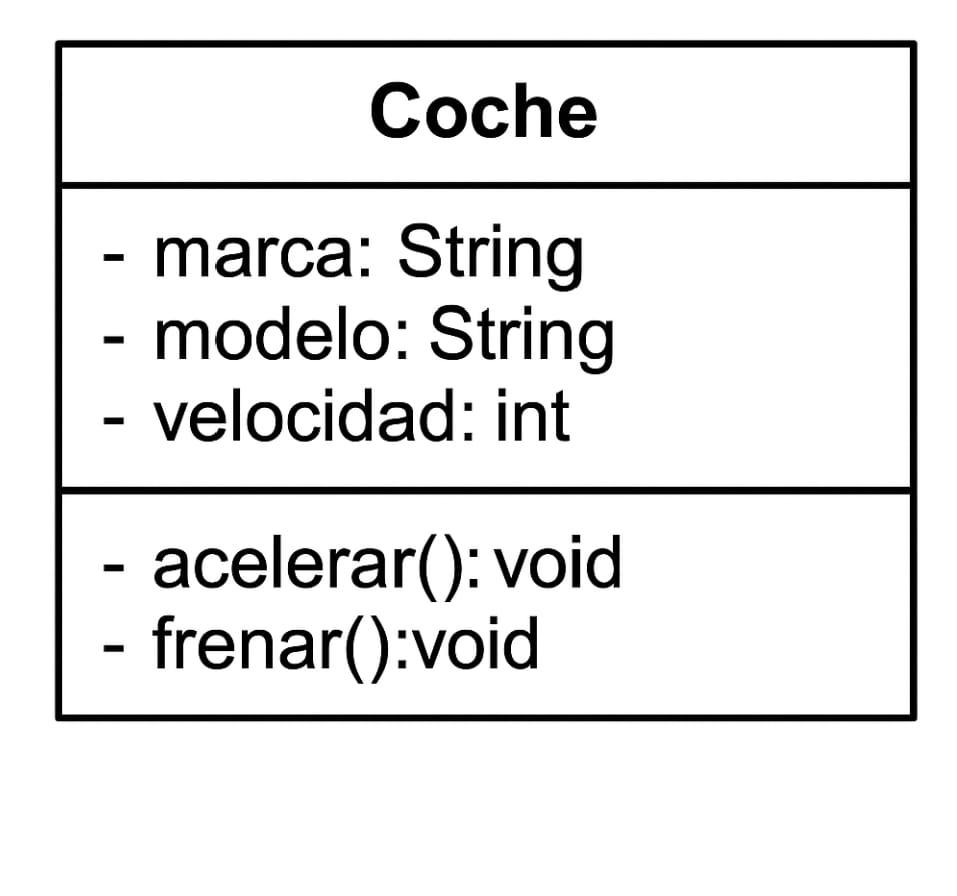 Coche
- marca: String
- modelo: String
- velocidad: int
- acelerar(): void
- frenar():void